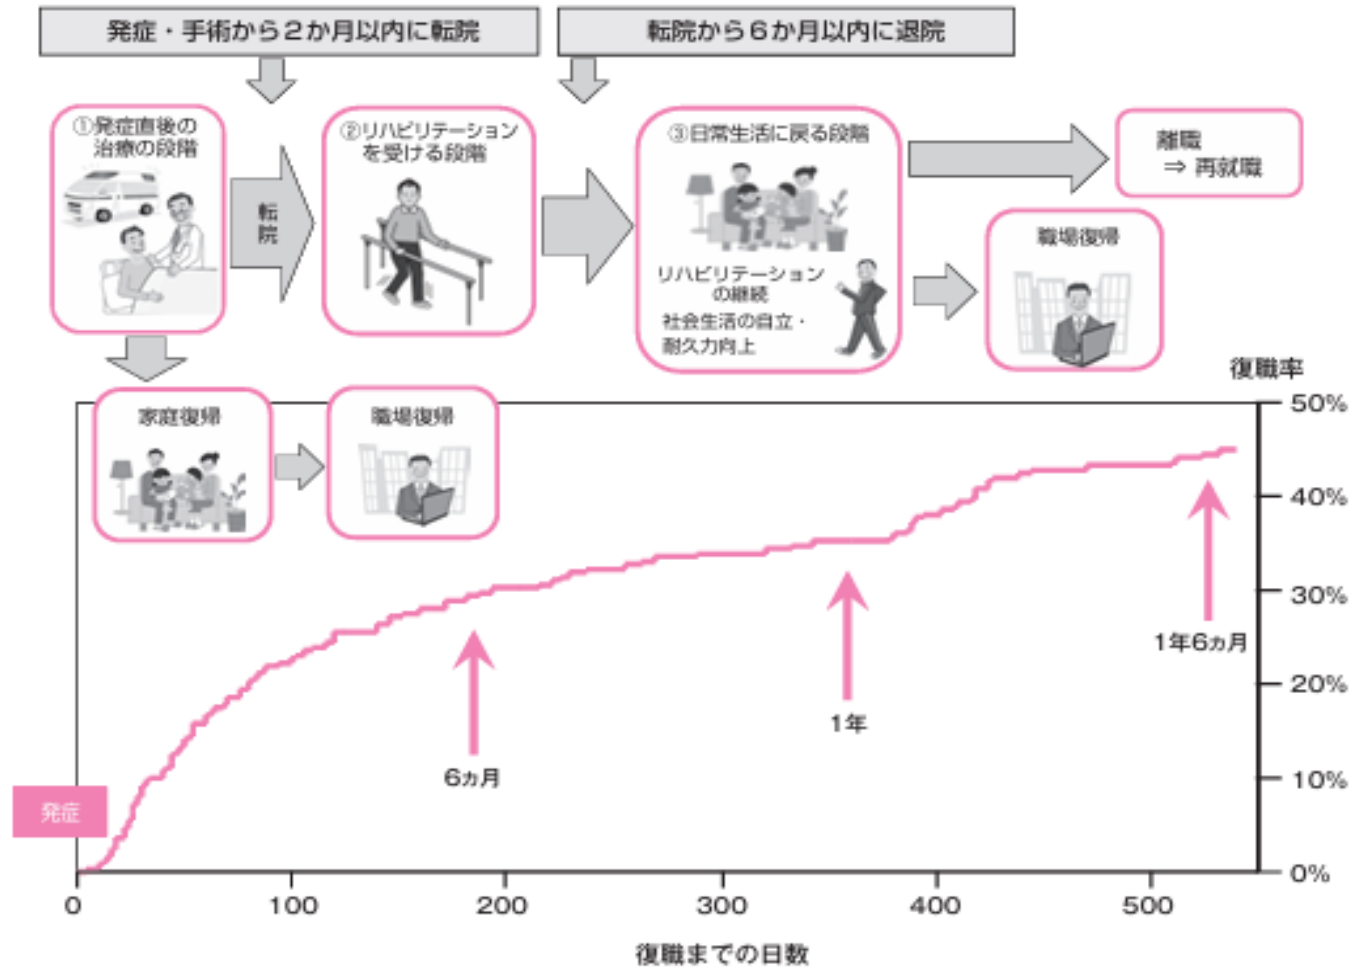 発症・手術から2か月以内に転院
転院から6か月以内に退院
①発症直後の
治療の段階
転
院
②リハビリテーション
を受ける段階
③日常生活に戻る段階
リハビリテーション
の継続
社会生活の自立・
耐久力向上
離職
⇒ 再就職
職場復帰
家庭復帰
職場復帰
復職率
50%
40%
30%
20%
10%
0%
1年6ヵ月
1年
6ヵ月
発症
0
100
200
300
400
500
復職までの日数